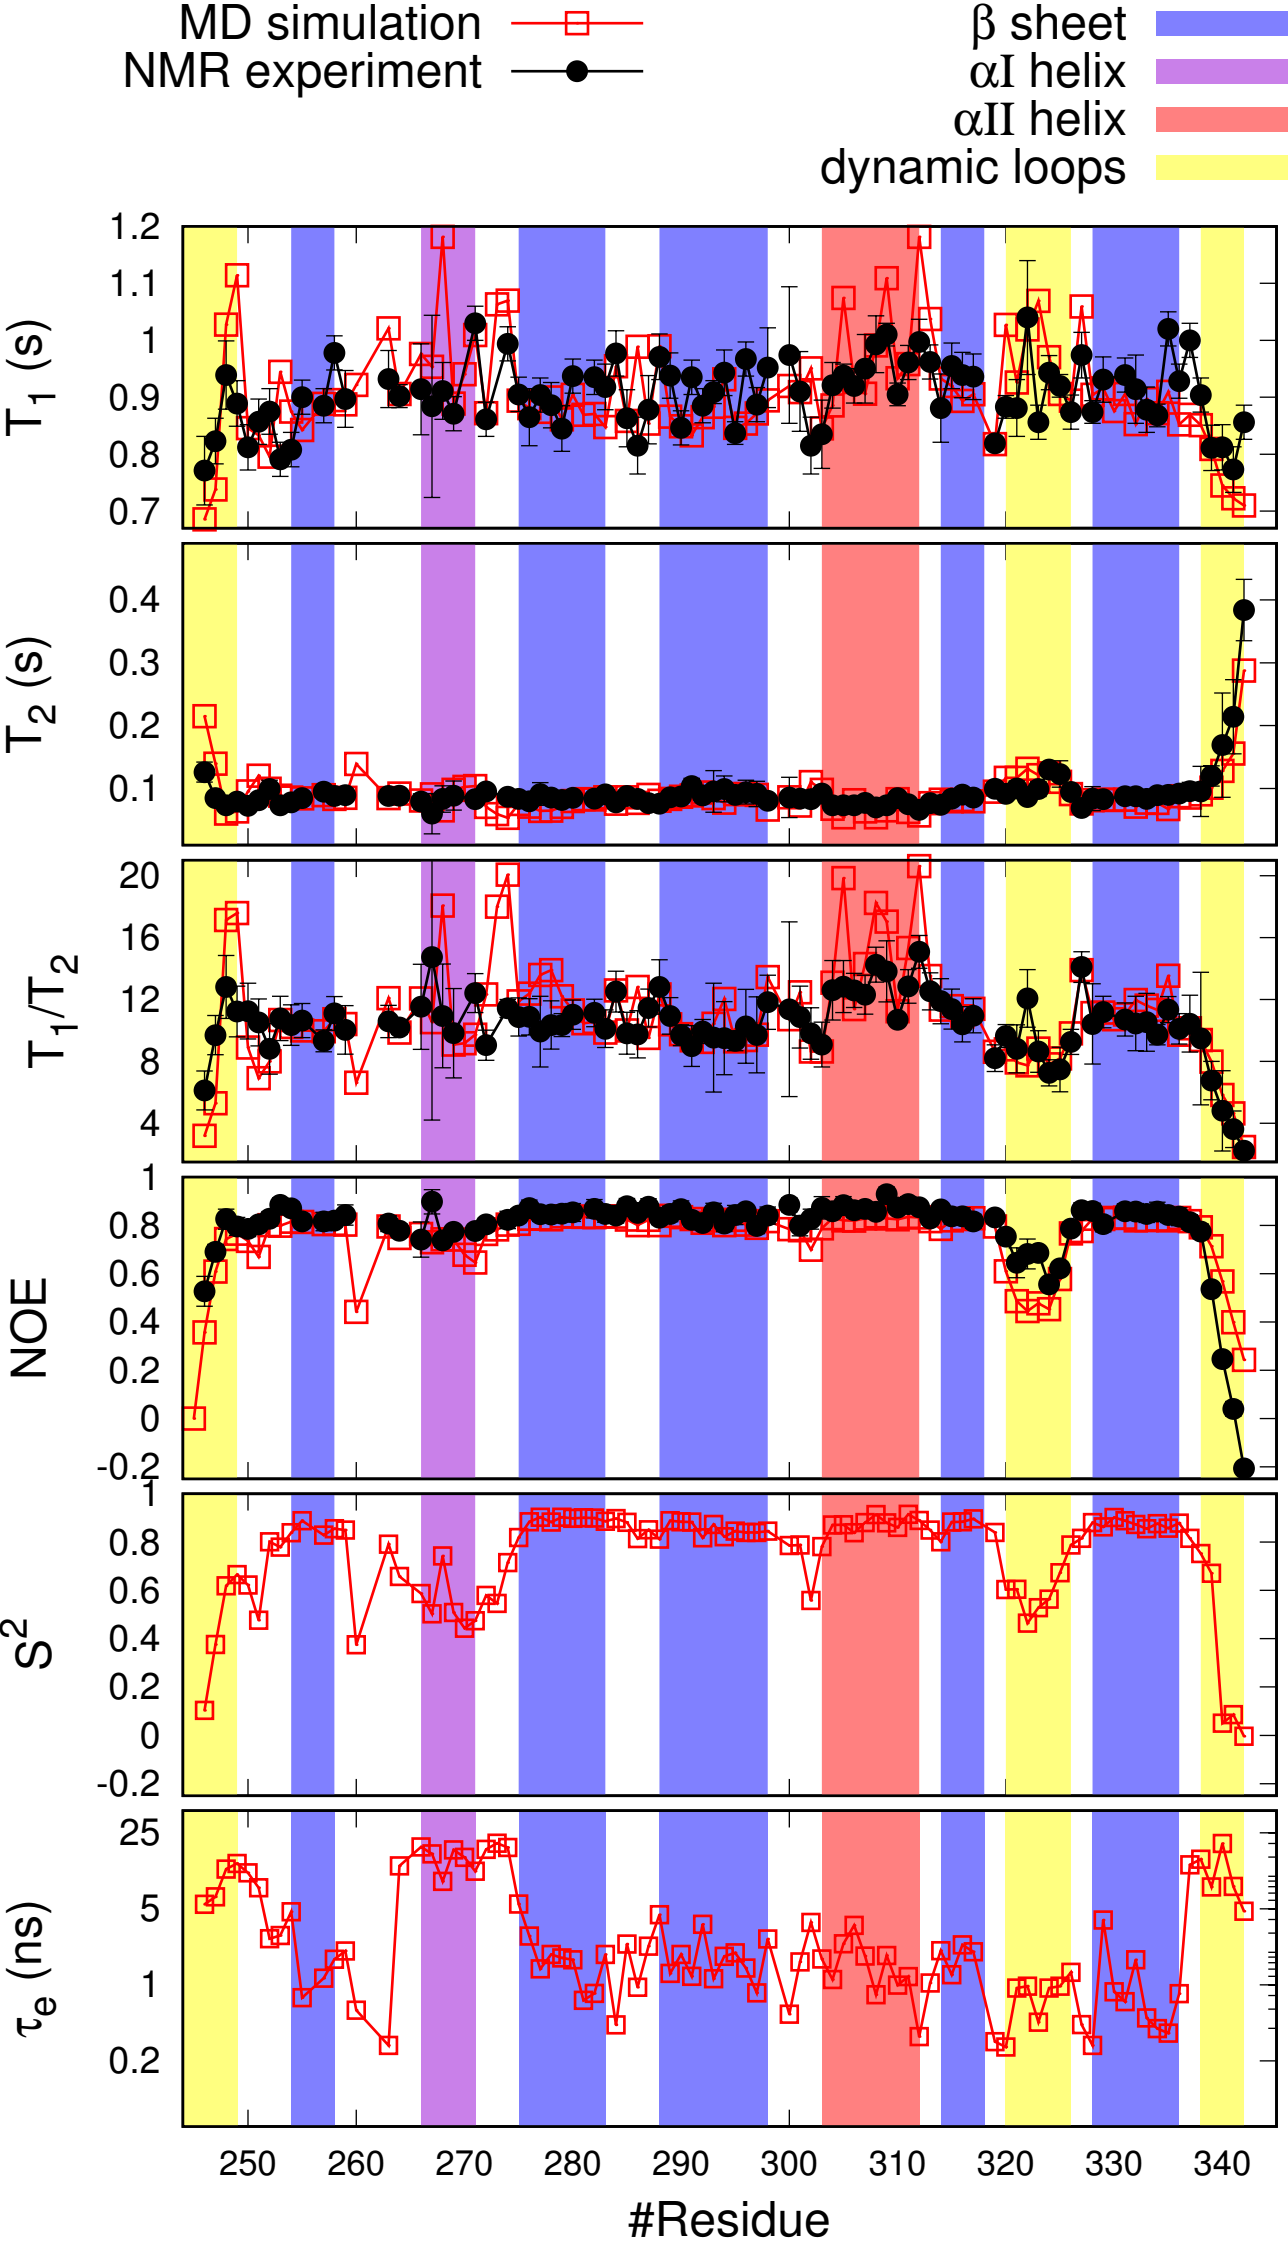 MD simulation
NMR experiment
β sheet
αI helix
αII helix
dynamic loops
1.2
1.1
1
0.9
0.8
0.7
T1 (s)
0.4
0.3
0.2
0.1
T2 (s)
20
16
12
8
4
T1/T2
1
0.8
0.6
0.4
0.2
0
-0.2
NOE
1
0.8
0.6
0.4
0.2
0
-0.2
S2
25
5
1
0.2
τe (ns)
250 260 270 280 290 300 310 320 330 340
#Residue